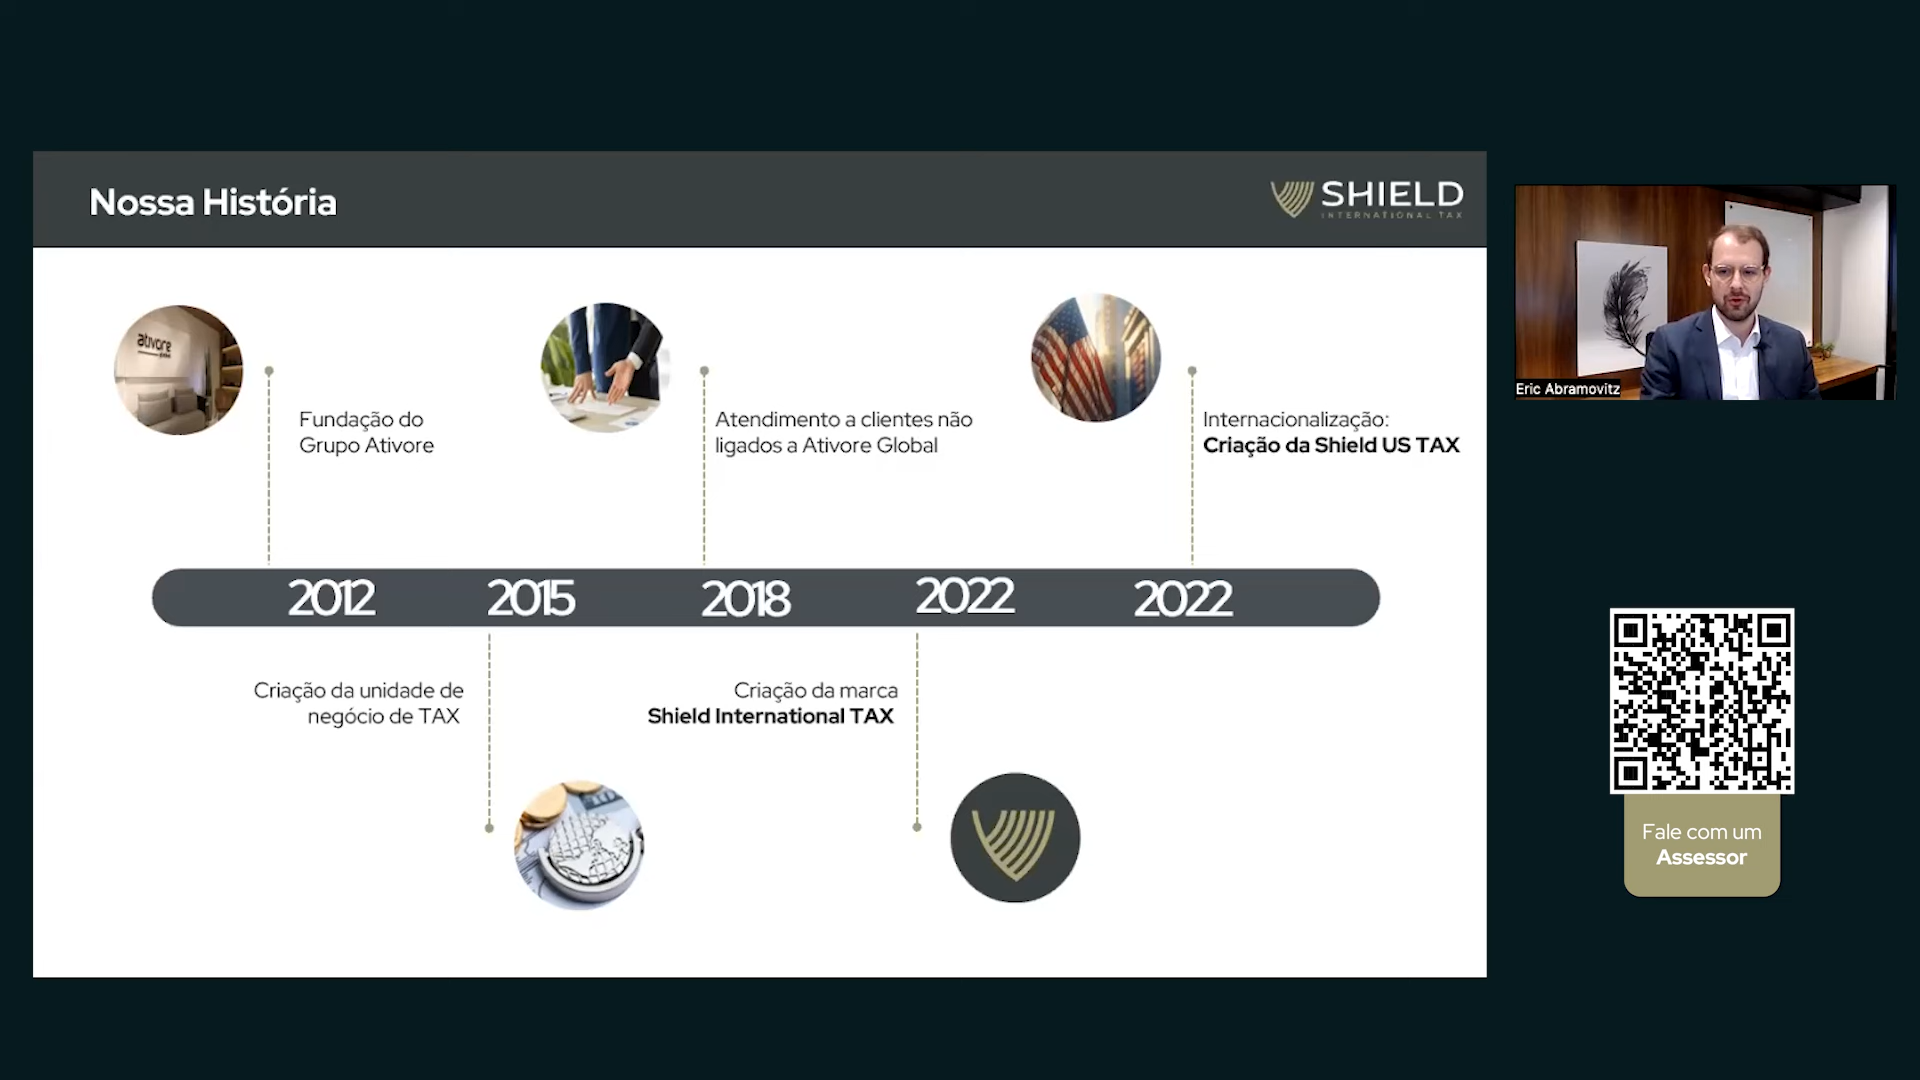 Nossa História
SHIELD
INTERNATIONAL TAX
ativore
Fundação do
Grupo Ativore
Atendimento a clientes não
ligados a Ativore Global
Internacionalização:
Criação da Shield US TAX
2012
2015
2018
2022
2022
Criação da unidade de
negócio de TAX
Criação da marca
Shield International TAX
Eric Abramovitz
Fale com um
Assessor